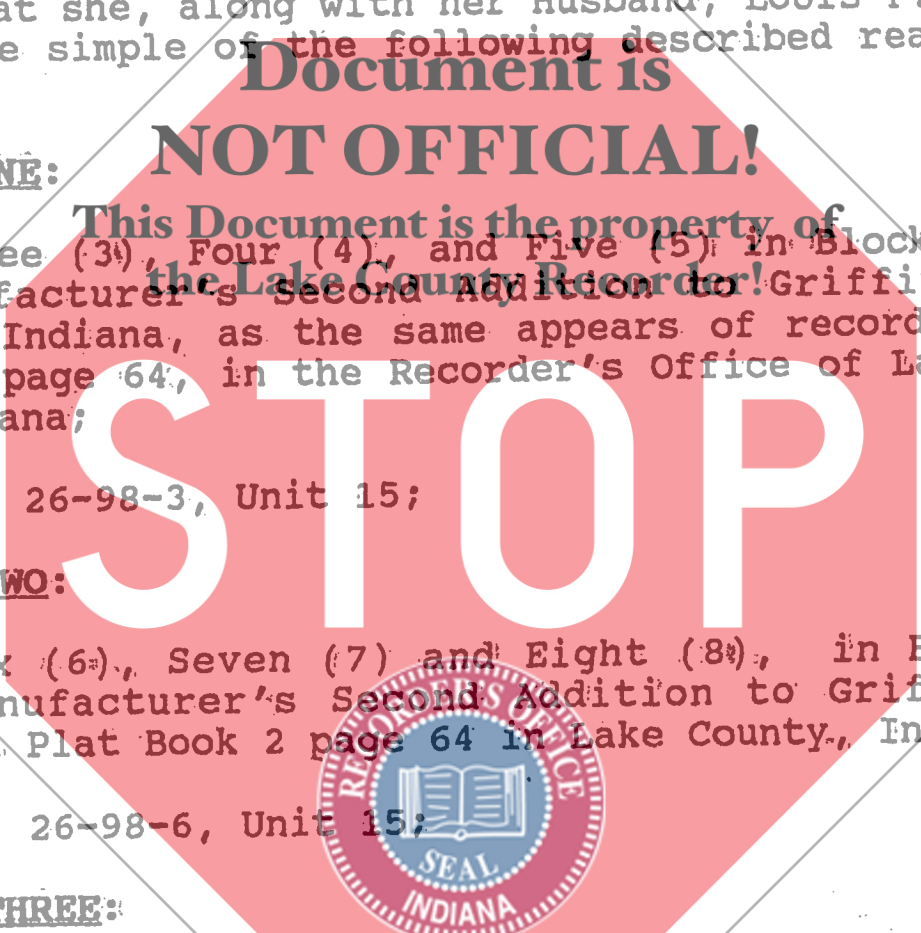 at she, along with her Husband, Louis
e simple of the following described rea
Document is
NOT OFFICIAL!
NE:
This Document is the property of
the Lake County Recorder!
ee (3), Four (4), and Five (5) in Block
facturer's Second Addition to Griffi
Indiana, as the same appears of record
page 64, in the Recorder's Office of La
ana;
STOP
26-98-3, Unit 15;
WO:
x (6), Seven (7) and Eight (8), in B
nufacturer's Second Addition to Grif
Plat Book 2 page 64 in Lake County, In
26-98-6, Unit 15;
RECORDER'S OFFICE
SEAL
INDIANA
THREE: